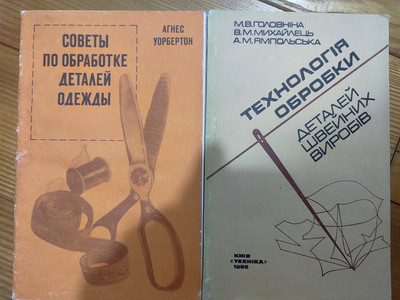 СОВЕТЫ
ПО ОБРАБОТКЕ
ДЕТАЛЕЙ
ОДЕЖДЫ
АГНЕС
УОРБЕРТОН
М.В.ГОЛОВНІНА
В.М.МИХАЙЛЕЦЬ
А.М.ЯМПОЛЬСЬКА
ТЕХНОЛОГІЯ
ОБРОБКИ
ДЕТАЛЕЙ
ШВЕЙНИХ
ВИРОБІВ
КИЇВ
«ТЕХНІКА»